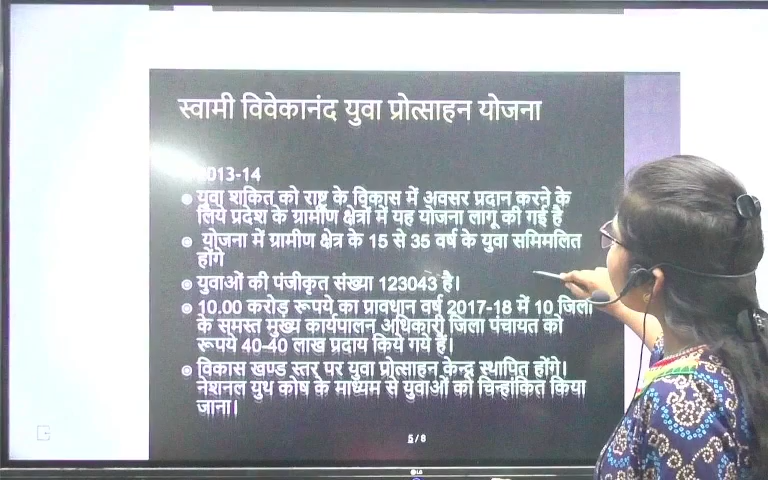 स्वामी विवेकानंद युवा प्रोत्साहन योजना
2013-14
युवा शकित को राष्ट्र के विकास में अवसर प्रदान करने के
लिये प्रदेश के ग्रामीण क्षेत्रों में यह योजना लागू की गई है
योजना में ग्रामीण क्षेत्र के 15 से 35 वर्ष के युवा समिमलित
होंगे
युवाओं की पंजीकृत संख्या 123043 है।
10.00 करोड़ रूपये का प्रावधान वर्ष 2017-18 में 10 जिलों
के समस्त मुख्य कार्यपालन अधिकारी जिला पंचायत को
रूपये 40-40 लाख प्रदाय किये गये हैं।
विकास खण्ड स्तर पर युवा प्रोत्साहन केन्द्र स्थापित होंगे।
नेशनल युथ कोष के माध्यम से युवाओं को चिन्हांकित किया
जाना।
5 / 8
LG